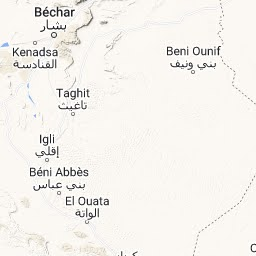 Béchar
بشار
Kenadsa
القنادسة
Beni Ounif
بني ونيف
Taghit
تاغيت
Igli
إقلي
Béni Abbès
بني عباس
El Ouata
الواتة